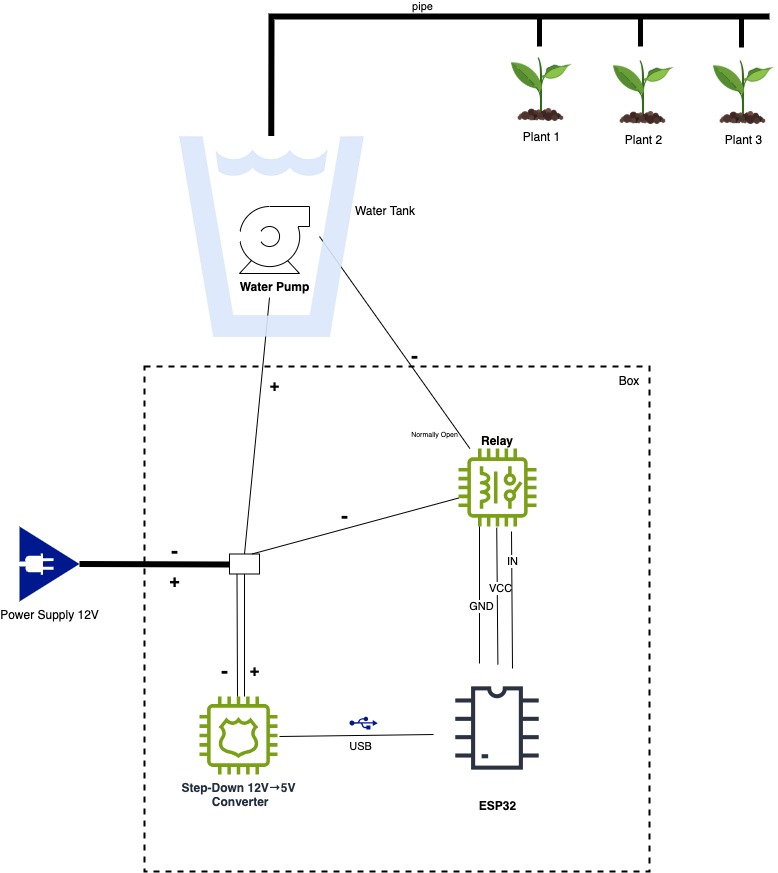 pipe
Plant 1
Plant 2
Plant 3
Water Tank
Water Pump
-
+
Box
Normally Open
Relay
-
-
+
Power Supply 12V
IN
VCC
GND
-
+
USB
Step-Down 12V→5V
Converter
ESP32